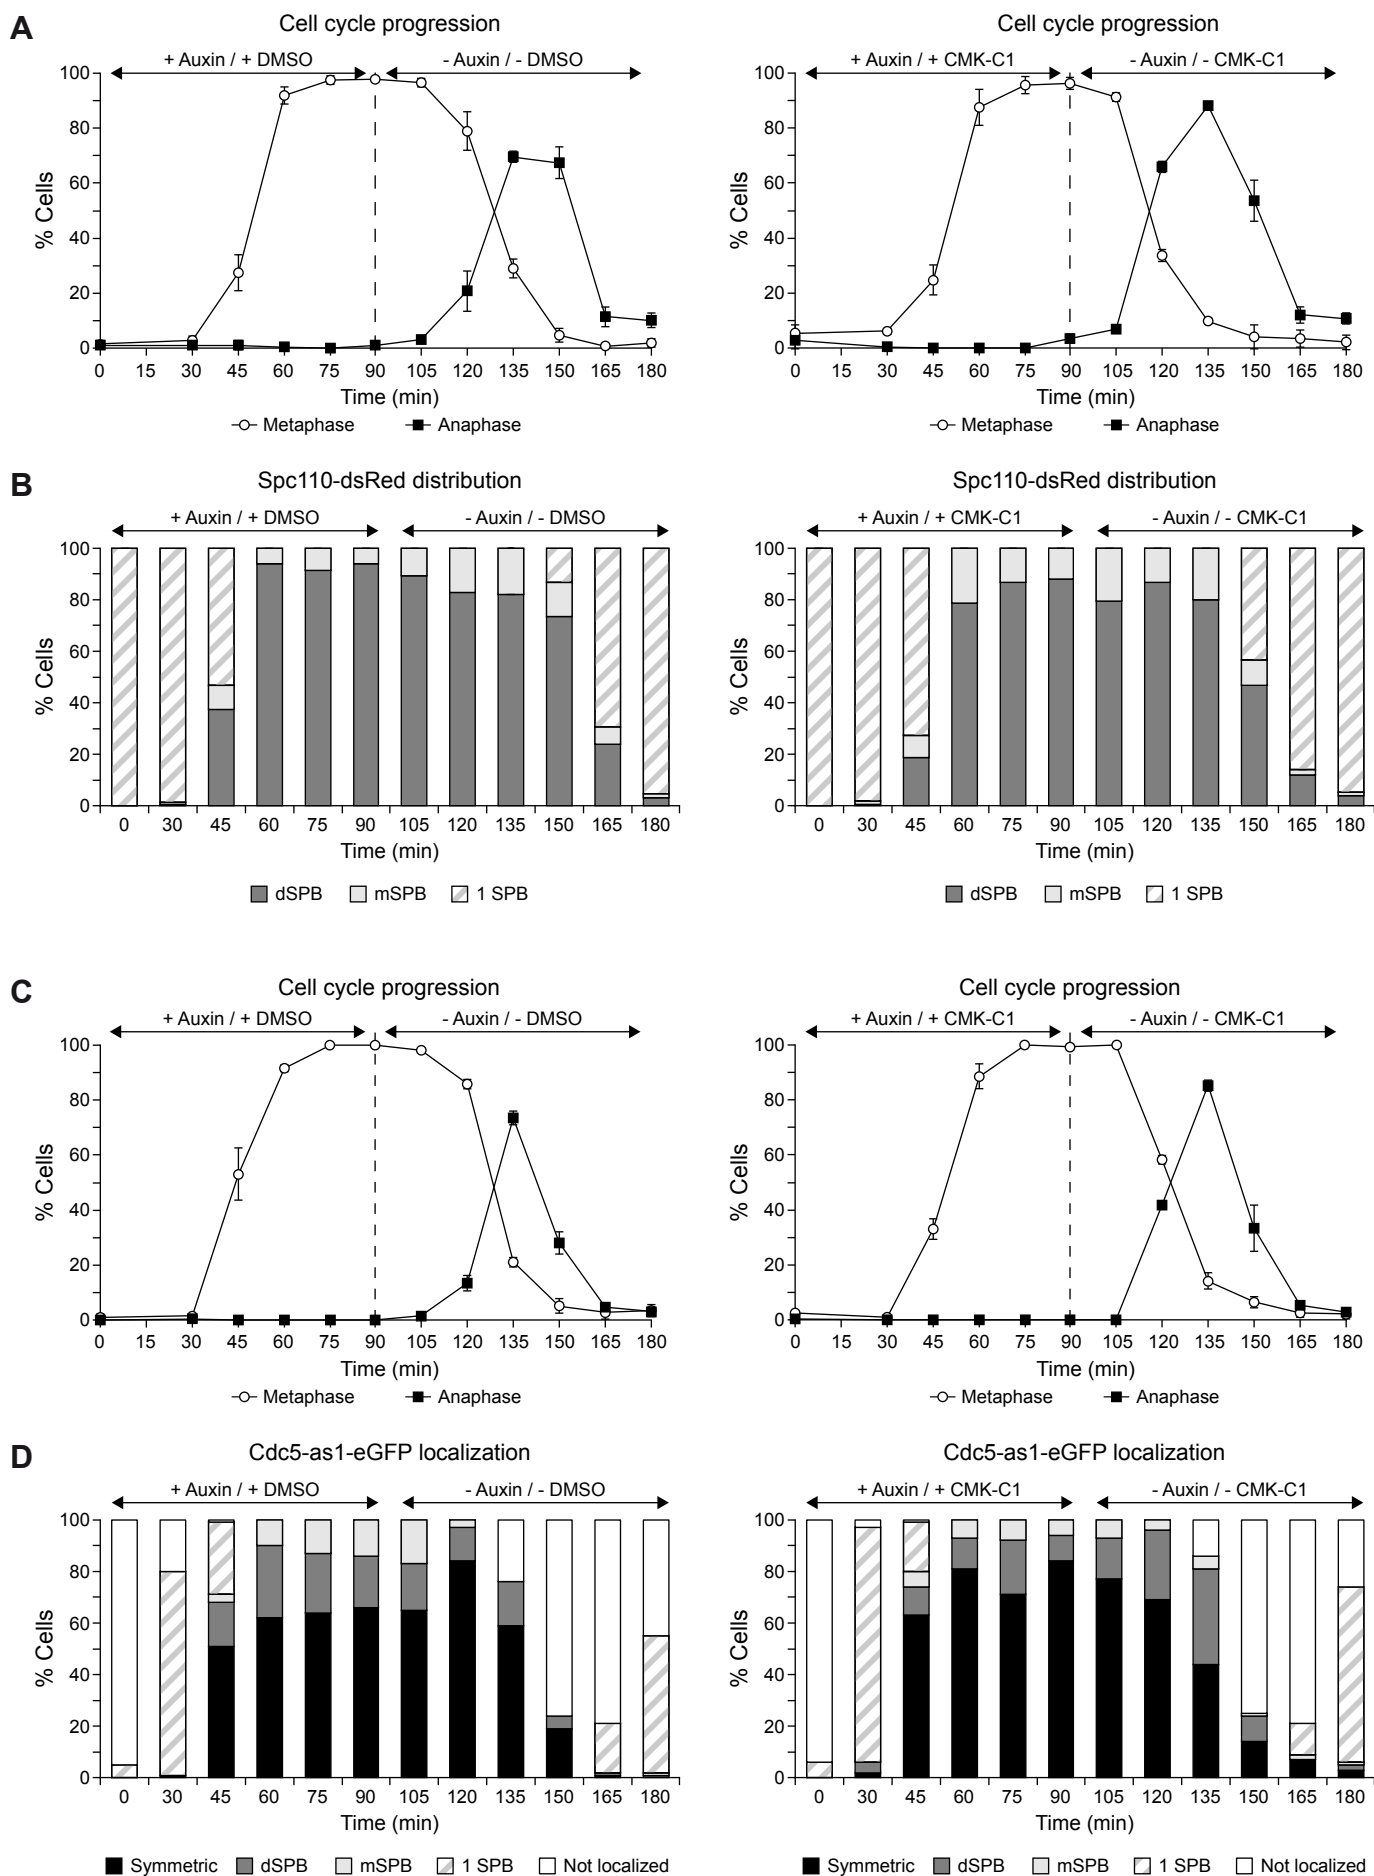 A
Cell cycle progression
+ Auxin / + DMSO
- Auxin / - DMSO
100
80
60
40
20
0
% Cells
0 15 30 45 60 75 90 105 120 135 150 165 180
Time (min)
Metaphase Anaphase
Cell cycle progression
+ Auxin / + CMK-C1
- Auxin / - CMK-C1
100
80
60
40
20
0
% Cells
0 15 30 45 60 75 90 105 120 135 150 165 180
Time (min)
Metaphase Anaphase
B
Spc110-dsRed distribution
+ Auxin / + DMSO
- Auxin / - DMSO
100
80
60
40
20
0
% Cells
0 30 45 60 75 90 105 120 135 150 165 180
Time (min)
dSPB mSPB 1 SPB
Spc110-dsRed distribution
+ Auxin / + CMK-C1
- Auxin / - CMK-C1
100
80
60
40
20
0
% Cells
0 30 45 60 75 90 105 120 135 150 165 180
Time (min)
dSPB mSPB 1 SPB
C
Cell cycle progression
+ Auxin / + DMSO
- Auxin / - DMSO
100
80
60
40
20
0
% Cells
0 15 30 45 60 75 90 105 120 135 150 165 180
Time (min)
Metaphase Anaphase
Cell cycle progression
+ Auxin / + CMK-C1
- Auxin / - CMK-C1
100
80
60
40
20
0
% Cells
0 15 30 45 60 75 90 105 120 135 150 165 180
Time (min)
Metaphase Anaphase
D
Cdc5-as1-eGFP localization
+ Auxin / + DMSO
- Auxin / - DMSO
100
80
60
40
20
0
% Cells
0 30 45 60 75 90 105 120 135 150 165 180
Time (min)
Symmetric dSPB mSPB 1 SPB Not localized
Cdc5-as1-eGFP localization
+ Auxin / + CMK-C1
- Auxin / - CMK-C1
100
80
60
40
20
0
% Cells
0 30 45 60 75 90 105 120 135 150 165 180
Time (min)
Symmetric dSPB mSPB 1 SPB Not localized